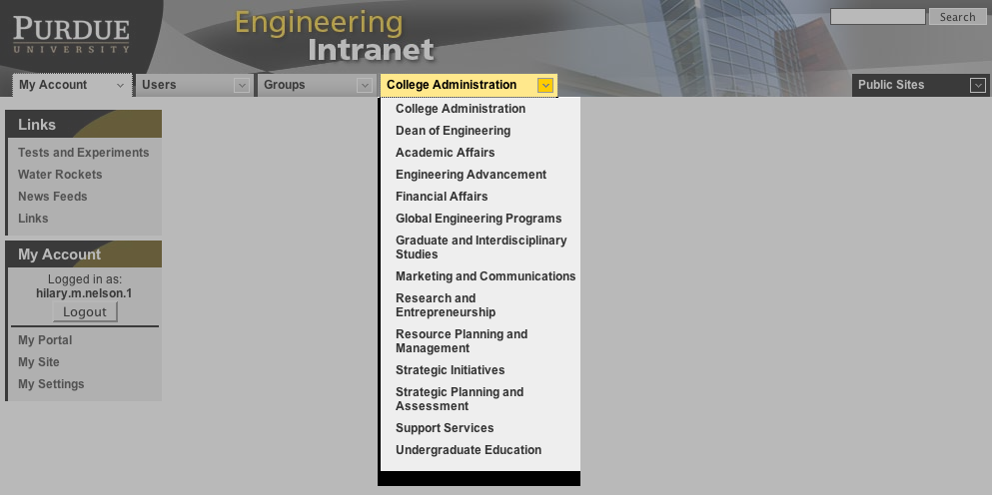 PURDUE
UNIVERSITY
Engineering
Intranet
Search
My Account
Users
Groups
College Administration
Public Sites
Links
Tests and Experiments
Water Rockets
News Feeds
Links
My Account
Logged in as:
hilary.m.nelson.1
Logout
My Portal
My Site
My Settings
College Administration
Dean of Engineering
Academic Affairs
Engineering Advancement
Financial Affairs
Global Engineering Programs
Graduate and Interdisciplinary
Studies
Marketing and Communications
Research and
Entrepreneurship
Resource Planning and
Management
Strategic Initiatives
Strategic Planning and
Assessment
Support Services
Undergraduate Education